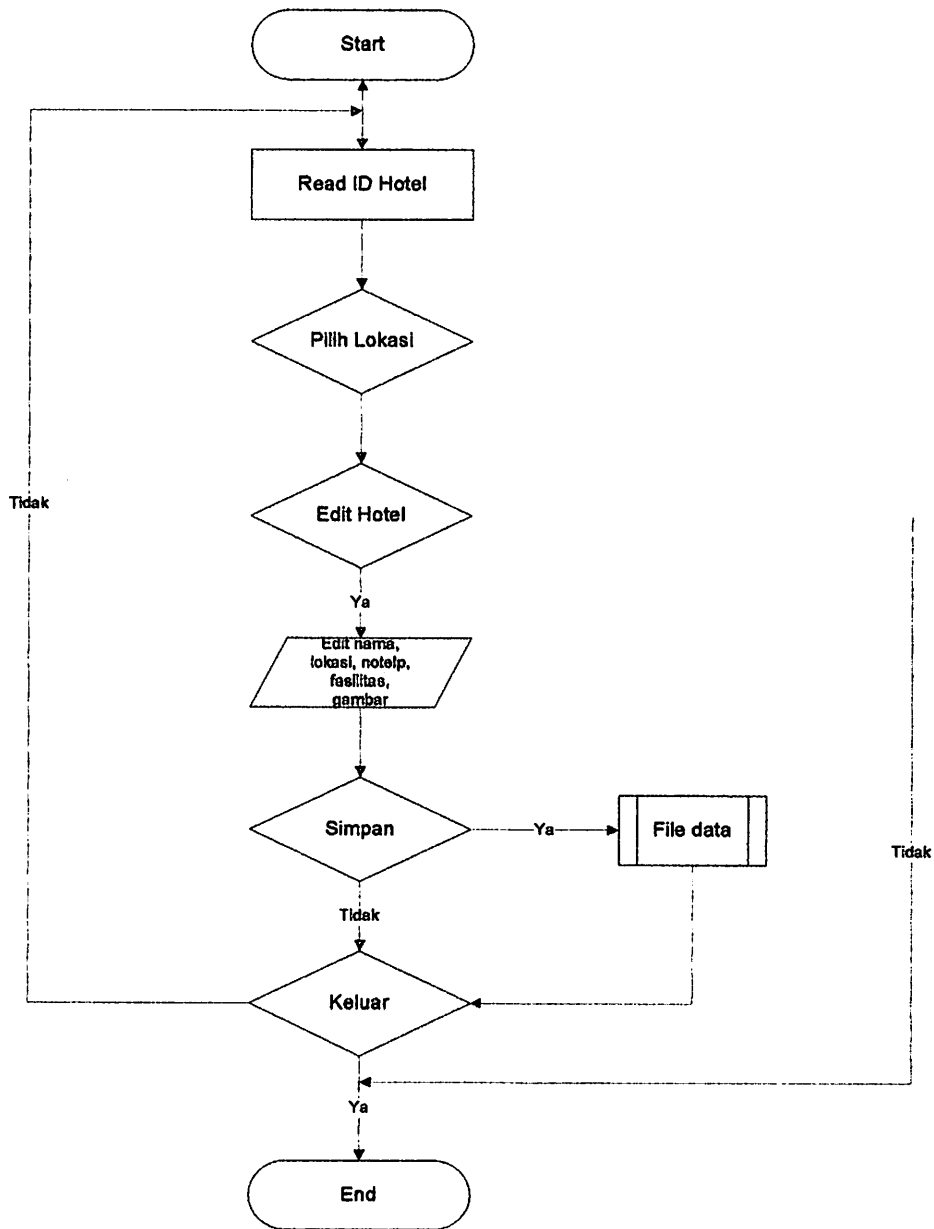 Start
Read ID Hotel
Pilih Lokasi
Tidak
Edit Hotel
Ya
Edit nama,
lokasi, notelp,
fasilitas,
gambar
Simpan
Ya
File data
Tidak
Tidak
Keluar
Ya
End